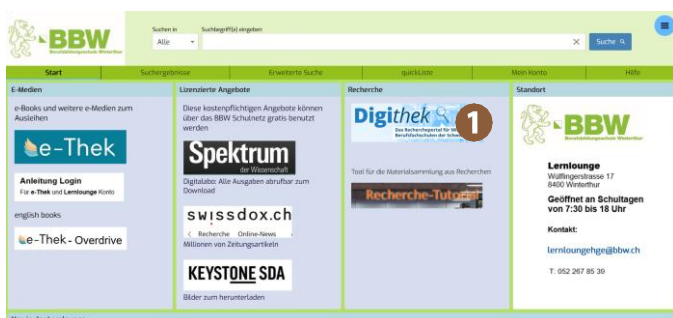 BBW
Berufsbildungsschule Winterthur
Suchen in
Suchbegriff(e) eingeben
Alle
Suche
Start
Suchergebnisse
Erweiterte Suche
quickListe
Mein Konto
Hilfe
E-Medien
e-Books und weitere e-Medien zum
Ausleihen
e-Thek
Anleitung Login
Für e-Thek und Lernlounge Konto
english books
e-Thek - Overdrive
Lizenzierte Angebote
Diese kostenpflichtigen Angebote können
über das BBW Schulnetz gratis benutzt
werden
Spektrum
der Wissenschaft
Digitalabo: Alle Ausgaben abrufbar zum
Download
swissdox.ch
< Recherche Online-News
Millionen von Zeitungsartikeln
KEYSTONE SDA
Bilder zum herunterladen
Recherche
Digithek
1
Das Rechercheportal für
Berufsfachschulen der
Tool für die Materialsammlung aus Recherchen
Recherche-Tutorial
Standort
BBW
Lernlounge
Wülflingerstrasse 17
8400 Winterthur
Geöffnet an Schultagen
von 7:30 bis 18 Uhr
Kontakt:
lernloungehge@bbw.ch
T: 052 267 85 39